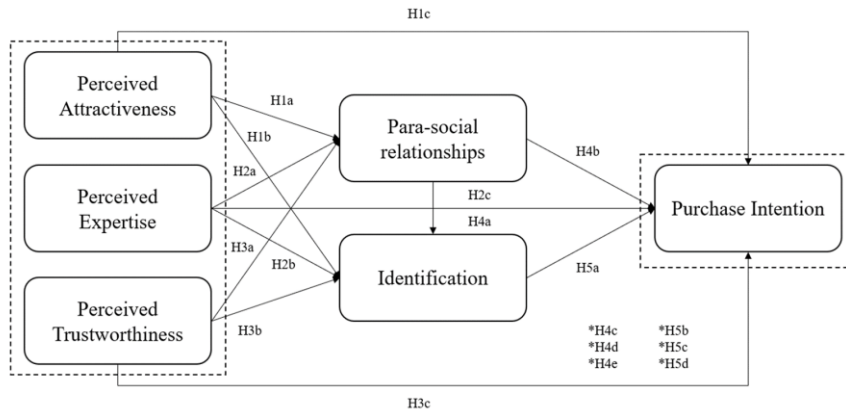 H1c
Perceived
Attractiveness
H1a
H1b
Para-social
relationships
H4b
H2a
Perceived
Expertise
H2c
Purchase Intention
H4a
H3a
H2b
Identification
H5a
Perceived
Trustworthiness
H3b
*H4c *H5b
*H4d *H5c
*H4e *H5d
H3c